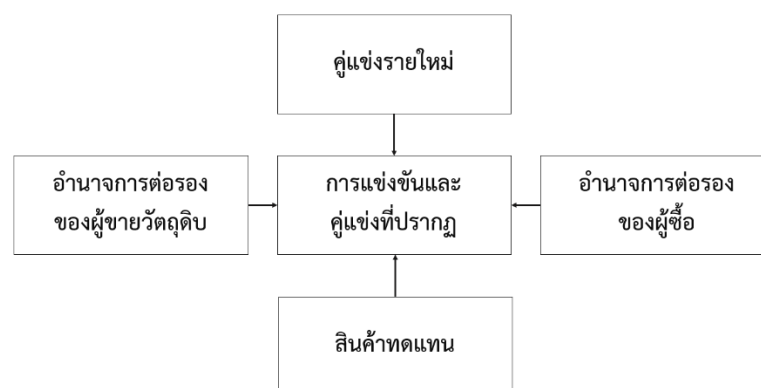 คู่แข่งรายใหม่
อำนาจการต่อรอง
ของผู้ขายวัตถุดิบ
การแข่งขันและ
คู่แข่งที่ปรากฏ
อำนาจการต่อรอง
ของผู้ซื้อ
สินค้าทดแทน